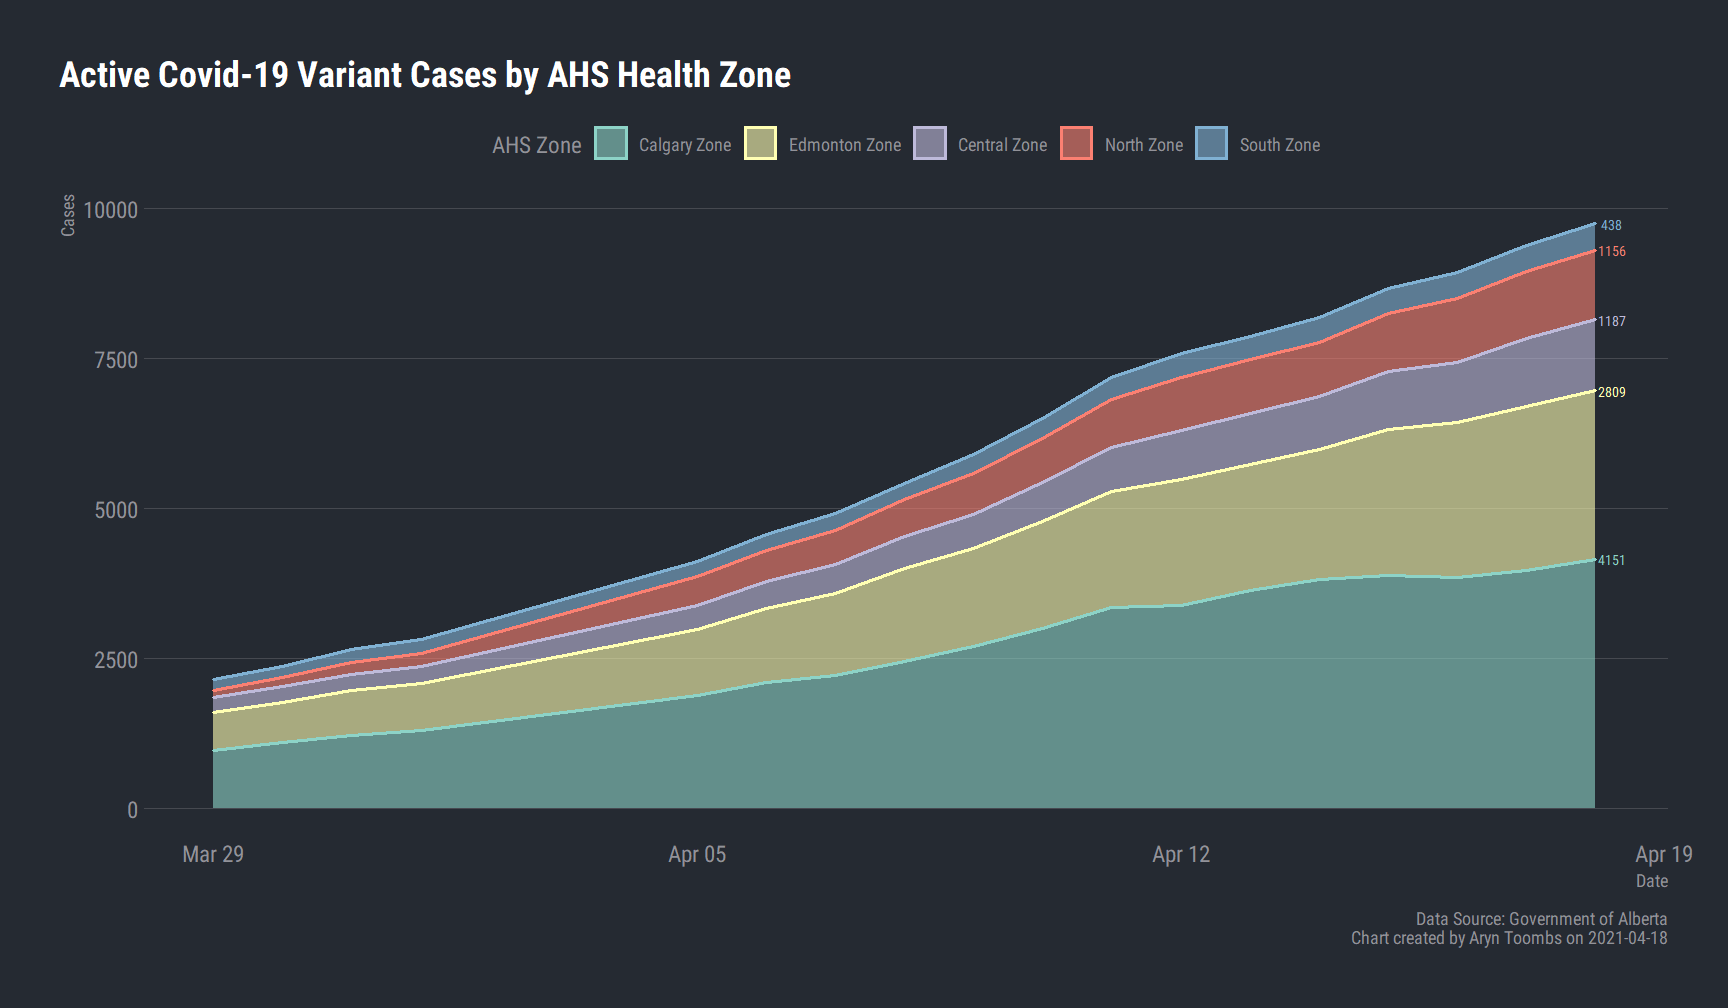 Active Covid-19 Variant Cases by AHS Health Zone
AHS Zone Calgary Zone Edmonton Zone Central Zone North Zone South Zone
Cases
10000
7500
5000
2500
0
438
1156
1187
2809
4151
Mar 29 Apr 05 Apr 12 Apr 19
Date
Data Source: Government of Alberta
Chart created by Aryn Toombs on 2021-04-18